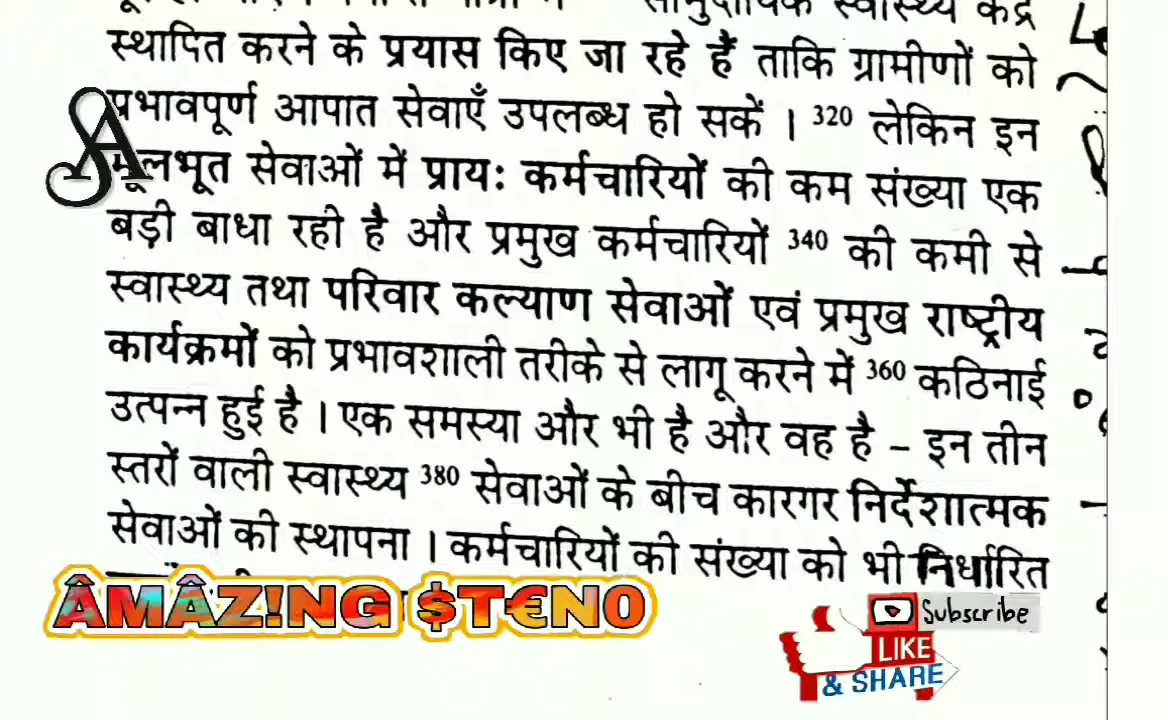 सामुदायिक स्वास्थ्य केंद्र
स्थापित करने के प्रयास किए जा रहे हैं ताकि ग्रामीणों को
प्रभावपूर्ण आपात सेवाएँ उपलब्ध हो सकें । 320 लेकिन इन
मूलभूत सेवाओं में प्रायः कर्मचारियों की कम संख्या एक
बड़ी बाधा रही है और प्रमुख कर्मचारियों 340 की कमी से
स्वास्थ्य तथा परिवार कल्याण सेवाओं एवं प्रमुख राष्ट्रीय
कार्यक्रमों को प्रभावशाली तरीके से लागू करने में 360 कठिनाई
उत्पन्न हुई है । एक समस्या और भी है और वह है – इन तीन
स्तरों वाली स्वास्थ्य 380 सेवाओं के बीच कारगर निर्देशात्मक
सेवाओं की स्थापना । कर्मचारियों की संख्या को भी निर्धारित
ÂMÂZ!NG $T€NO
Subscribe
LIKE
& SHARE